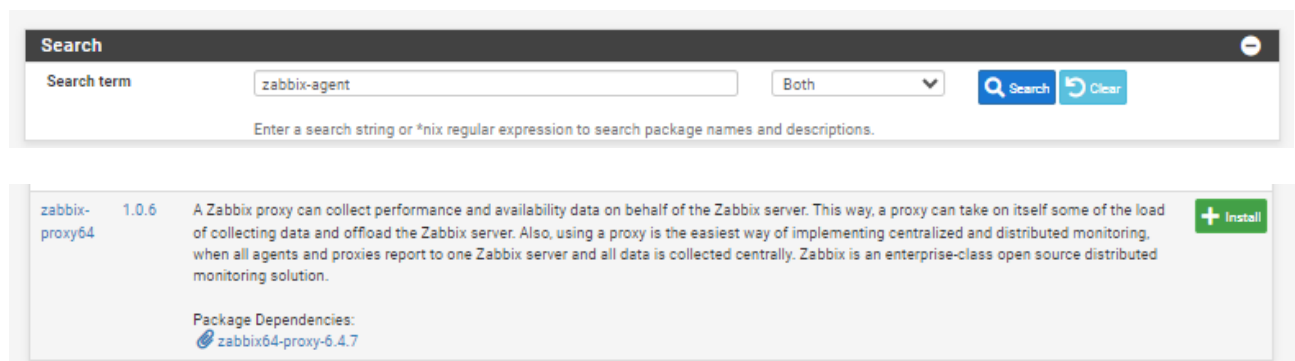 Search
Search term
zabbix-agent
Both
Search
Clear
Enter a search string or *nix regular expression to search package names and descriptions.
zabbix-
proxy64
1.0.6
A Zabbix proxy can collect performance and availability data on behalf of the Zabbix server. This way, a proxy can take on itself some of the load
of collecting data and offload the Zabbix server. Also, using a proxy is the easiest way of implementing centralized and distributed monitoring,
when all agents and proxies report to one Zabbix server and all data is collected centrally. Zabbix is an enterprise-class open source distributed
monitoring solution.
Package Dependencies:
zabbix64-proxy-6.4.7
Install